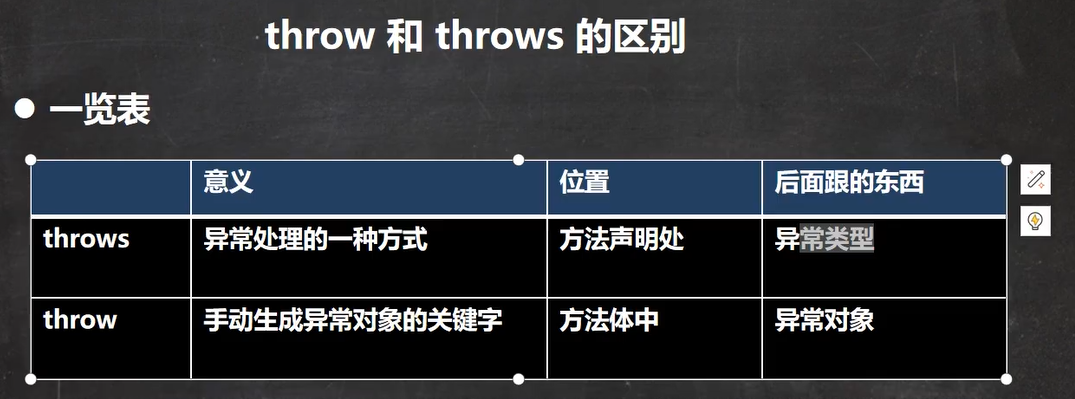 throw 和 throws 的区别
一览表
意义 位置 后面跟的东西
throws 异常处理的一种方式 方法声明处 异常类型
throw 手动生成异常对象的关键字 方法体中 异常对象